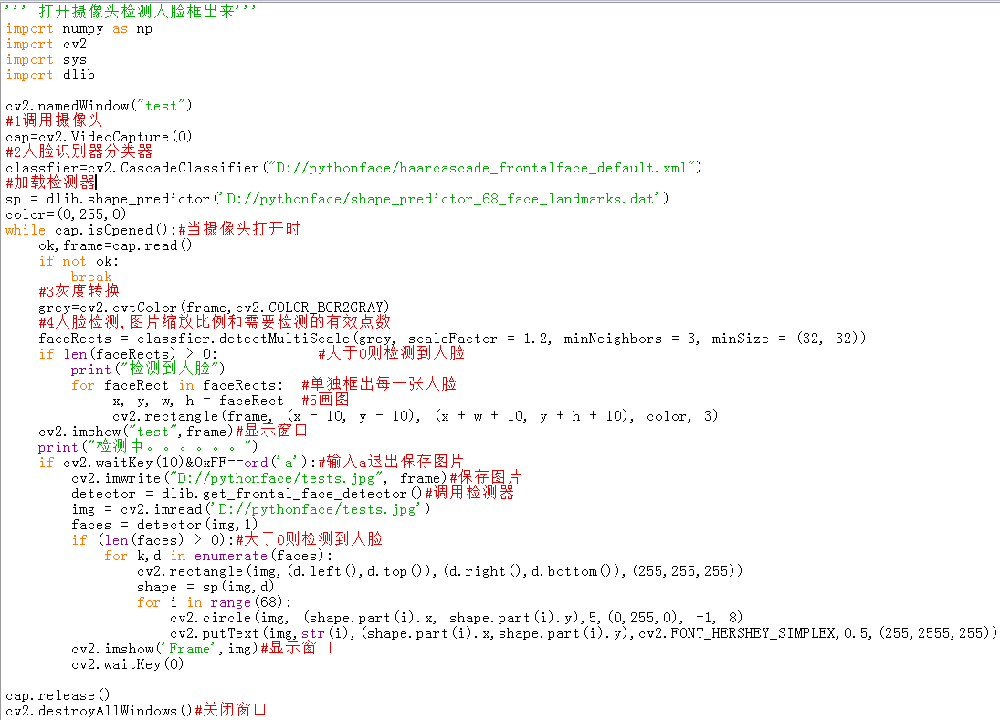 ''' 打开摄像头检测人脸框出来'''
import numpy as np
import cv2
import sys
import dlib

cv2.namedWindow("test")
#1调用摄像头
cap=cv2.VideoCapture(0)
#2人脸识别器分类器
classfier=cv2.CascadeClassifier("D://pythonface/haarcascade_frontalface_default.xml")
#加载检测器
sp = dlib.shape_predictor('D://pythonface/shape_predictor_68_face_landmarks.dat')
color=(0,255,0)
while cap.isOpened():#当摄像头打开时
    ok,frame=cap.read()
    if not ok:
        break
    #3灰度转换
    grey=cv2.cvtColor(frame,cv2.COLOR_BGR2GRAY)
    #4人脸检测,图片缩放比例和需要检测的有效点数
    faceRects = classfier.detectMultiScale(grey, scaleFactor = 1.2, minNeighbors = 3, minSize = (32, 32))
    if len(faceRects) > 0:            #大于0则检测到人脸
        print("检测到人脸")
        for faceRect in faceRects:  #单独框出每一张人脸
             x, y, w, h = faceRect  #5画图
             cv2.rectangle(frame, (x - 10, y - 10), (x + w + 10, y + h + 10), color, 3)
    cv2.imshow("test",frame)#显示窗口
    print("检测中。。。。。。")
    if cv2.waitKey(10)&0xFF==ord('a'):#输入a退出保存图片
        cv2.imwrite("D://pythonface/tests.jpg", frame)#保存图片
        detector = dlib.get_frontal_face_detector()#调用检测器
        img = cv2.imread('D://pythonface/tests.jpg')
        faces = detector(img,1)
        if (len(faces) > 0):#大于0则检测到人脸
            for k,d in enumerate(faces):
                cv2.rectangle(img,(d.left(),d.top()),(d.right(),d.bottom()),(255,255,255))
                shape = sp(img,d)
                for i in range(68):
                    cv2.circle(img, (shape.part(i).x, shape.part(i).y),5,(0,255,0), -1, 8)
                    cv2.putText(img,str(i),(shape.part(i).x,shape.part(i).y),cv2.FONT_HERSHEY_SIMPLEX,0.5,(255,2555,255))
        cv2.imshow('Frame',img)#显示窗口
        cv2.waitKey(0)

cap.release()
cv2.destroyAllWindows()#关闭窗口